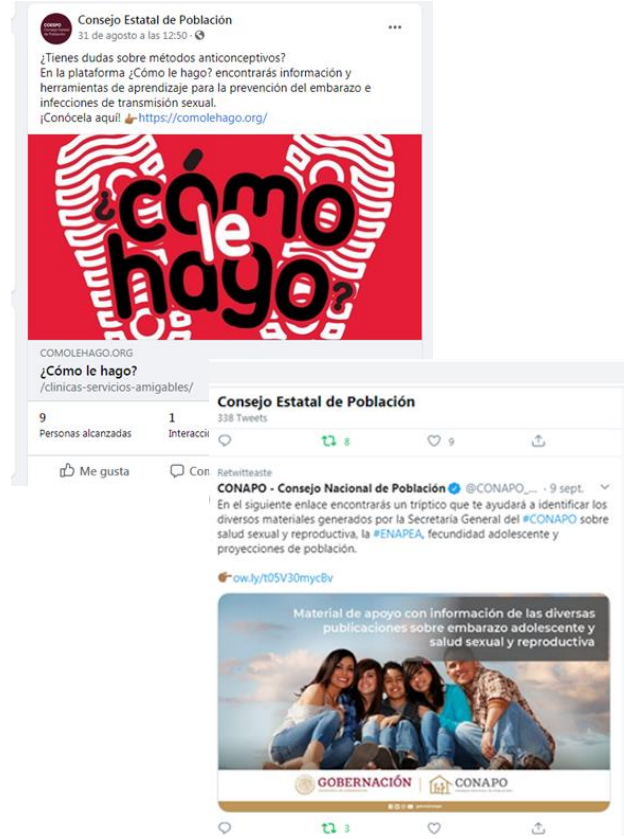 Consejo Estatal de Población
31 de agosto a las 12:50 ·
¿Tienes dudas sobre métodos anticonceptivos?
En la plataforma ¿Cómo le hago? encontrarás información y
herramientas de aprendizaje para la prevención del embarazo e
infecciones de transmisión sexual.
¡Conócela aquí! https://comolehago.org/
¿cómo
le
hago?
COMOLEHAGO.ORG
¿Cómo le hago?
/clinicas-servicios-amigables/
9
Personas alcanzadas
1
Interacci
Me gusta
Com
Consejo Estatal de Población
338 Tweets
8
9
Retwitteaste
CONAPO - Consejo Nacional de Población @CONAPO_... · 9 sept.
En el siguiente enlace encontrarás un tríptico que te ayudará a identificar los
diversos materiales generados por la Secretaría General del #CONAPO sobre
salud sexual y reproductiva, la #ENAPEA, fecundidad adolescente y
proyecciones de población.
ow.ly/t05V30mycBv
Material de apoyo con información de las diversas
publicaciones sobre embarazo adolescente y
salud sexual y reproductiva
GOBERNACIÓN
CONAPO
3